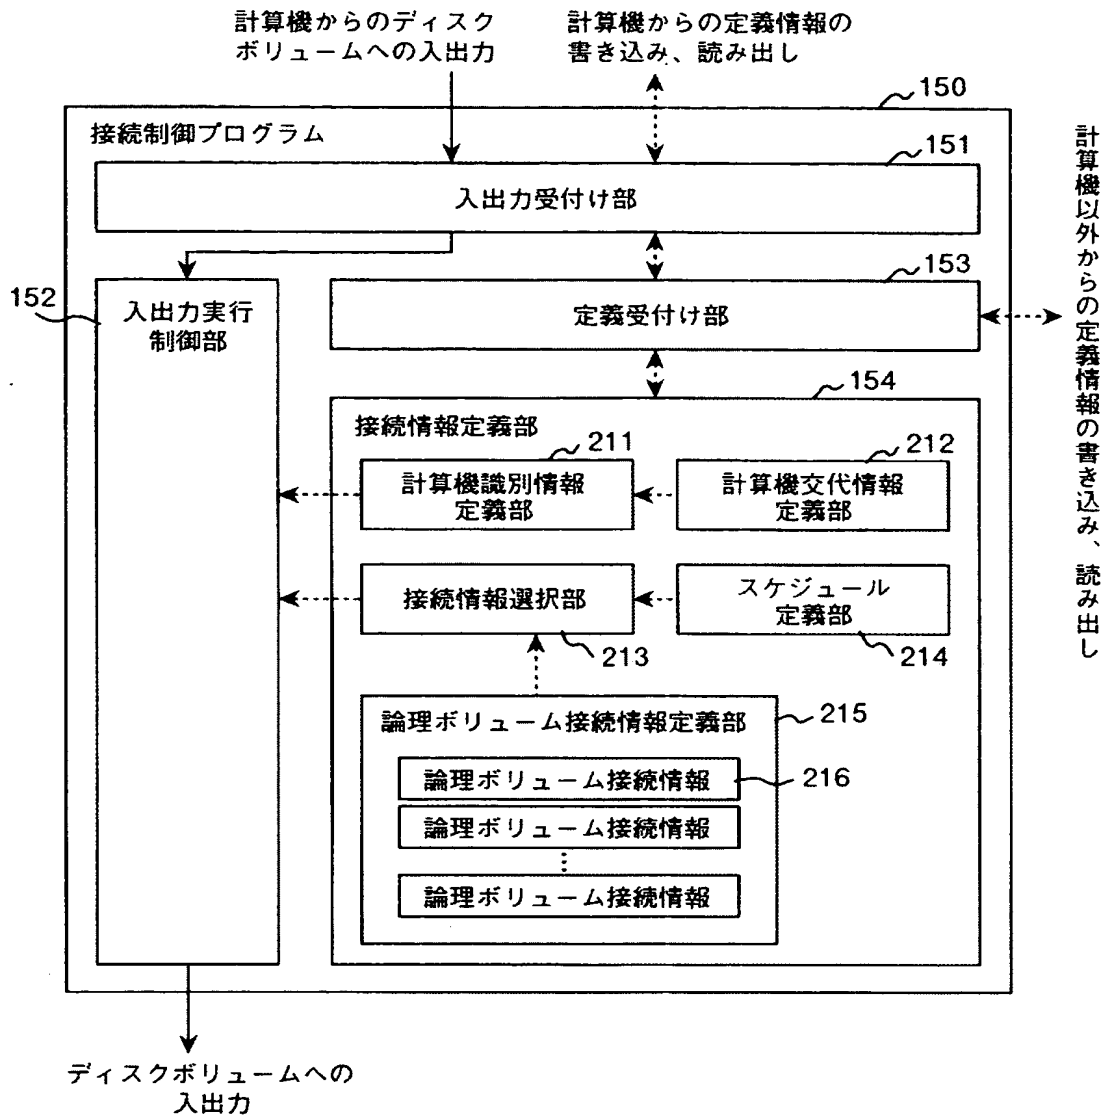 計算機からのディスク
ボリュームへの入出力
計算機からの定義情報の
書き込み、読み出し
150
接続制御プログラム
151
入出力受付け部
153
定義受付け部
152
入出力実行
制御部
計算機以外からの定義情報の書き込み、読み出し
154
接続情報定義部
211
計算機識別情報
定義部
212
計算機交代情報
定義部
接続情報選択部
213
スケジュール
定義部
214
論理ボリューム接続情報定義部
215
論理ボリューム接続情報
216
論理ボリューム接続情報
論理ボリューム接続情報
ディスクボリュームへの
入出力